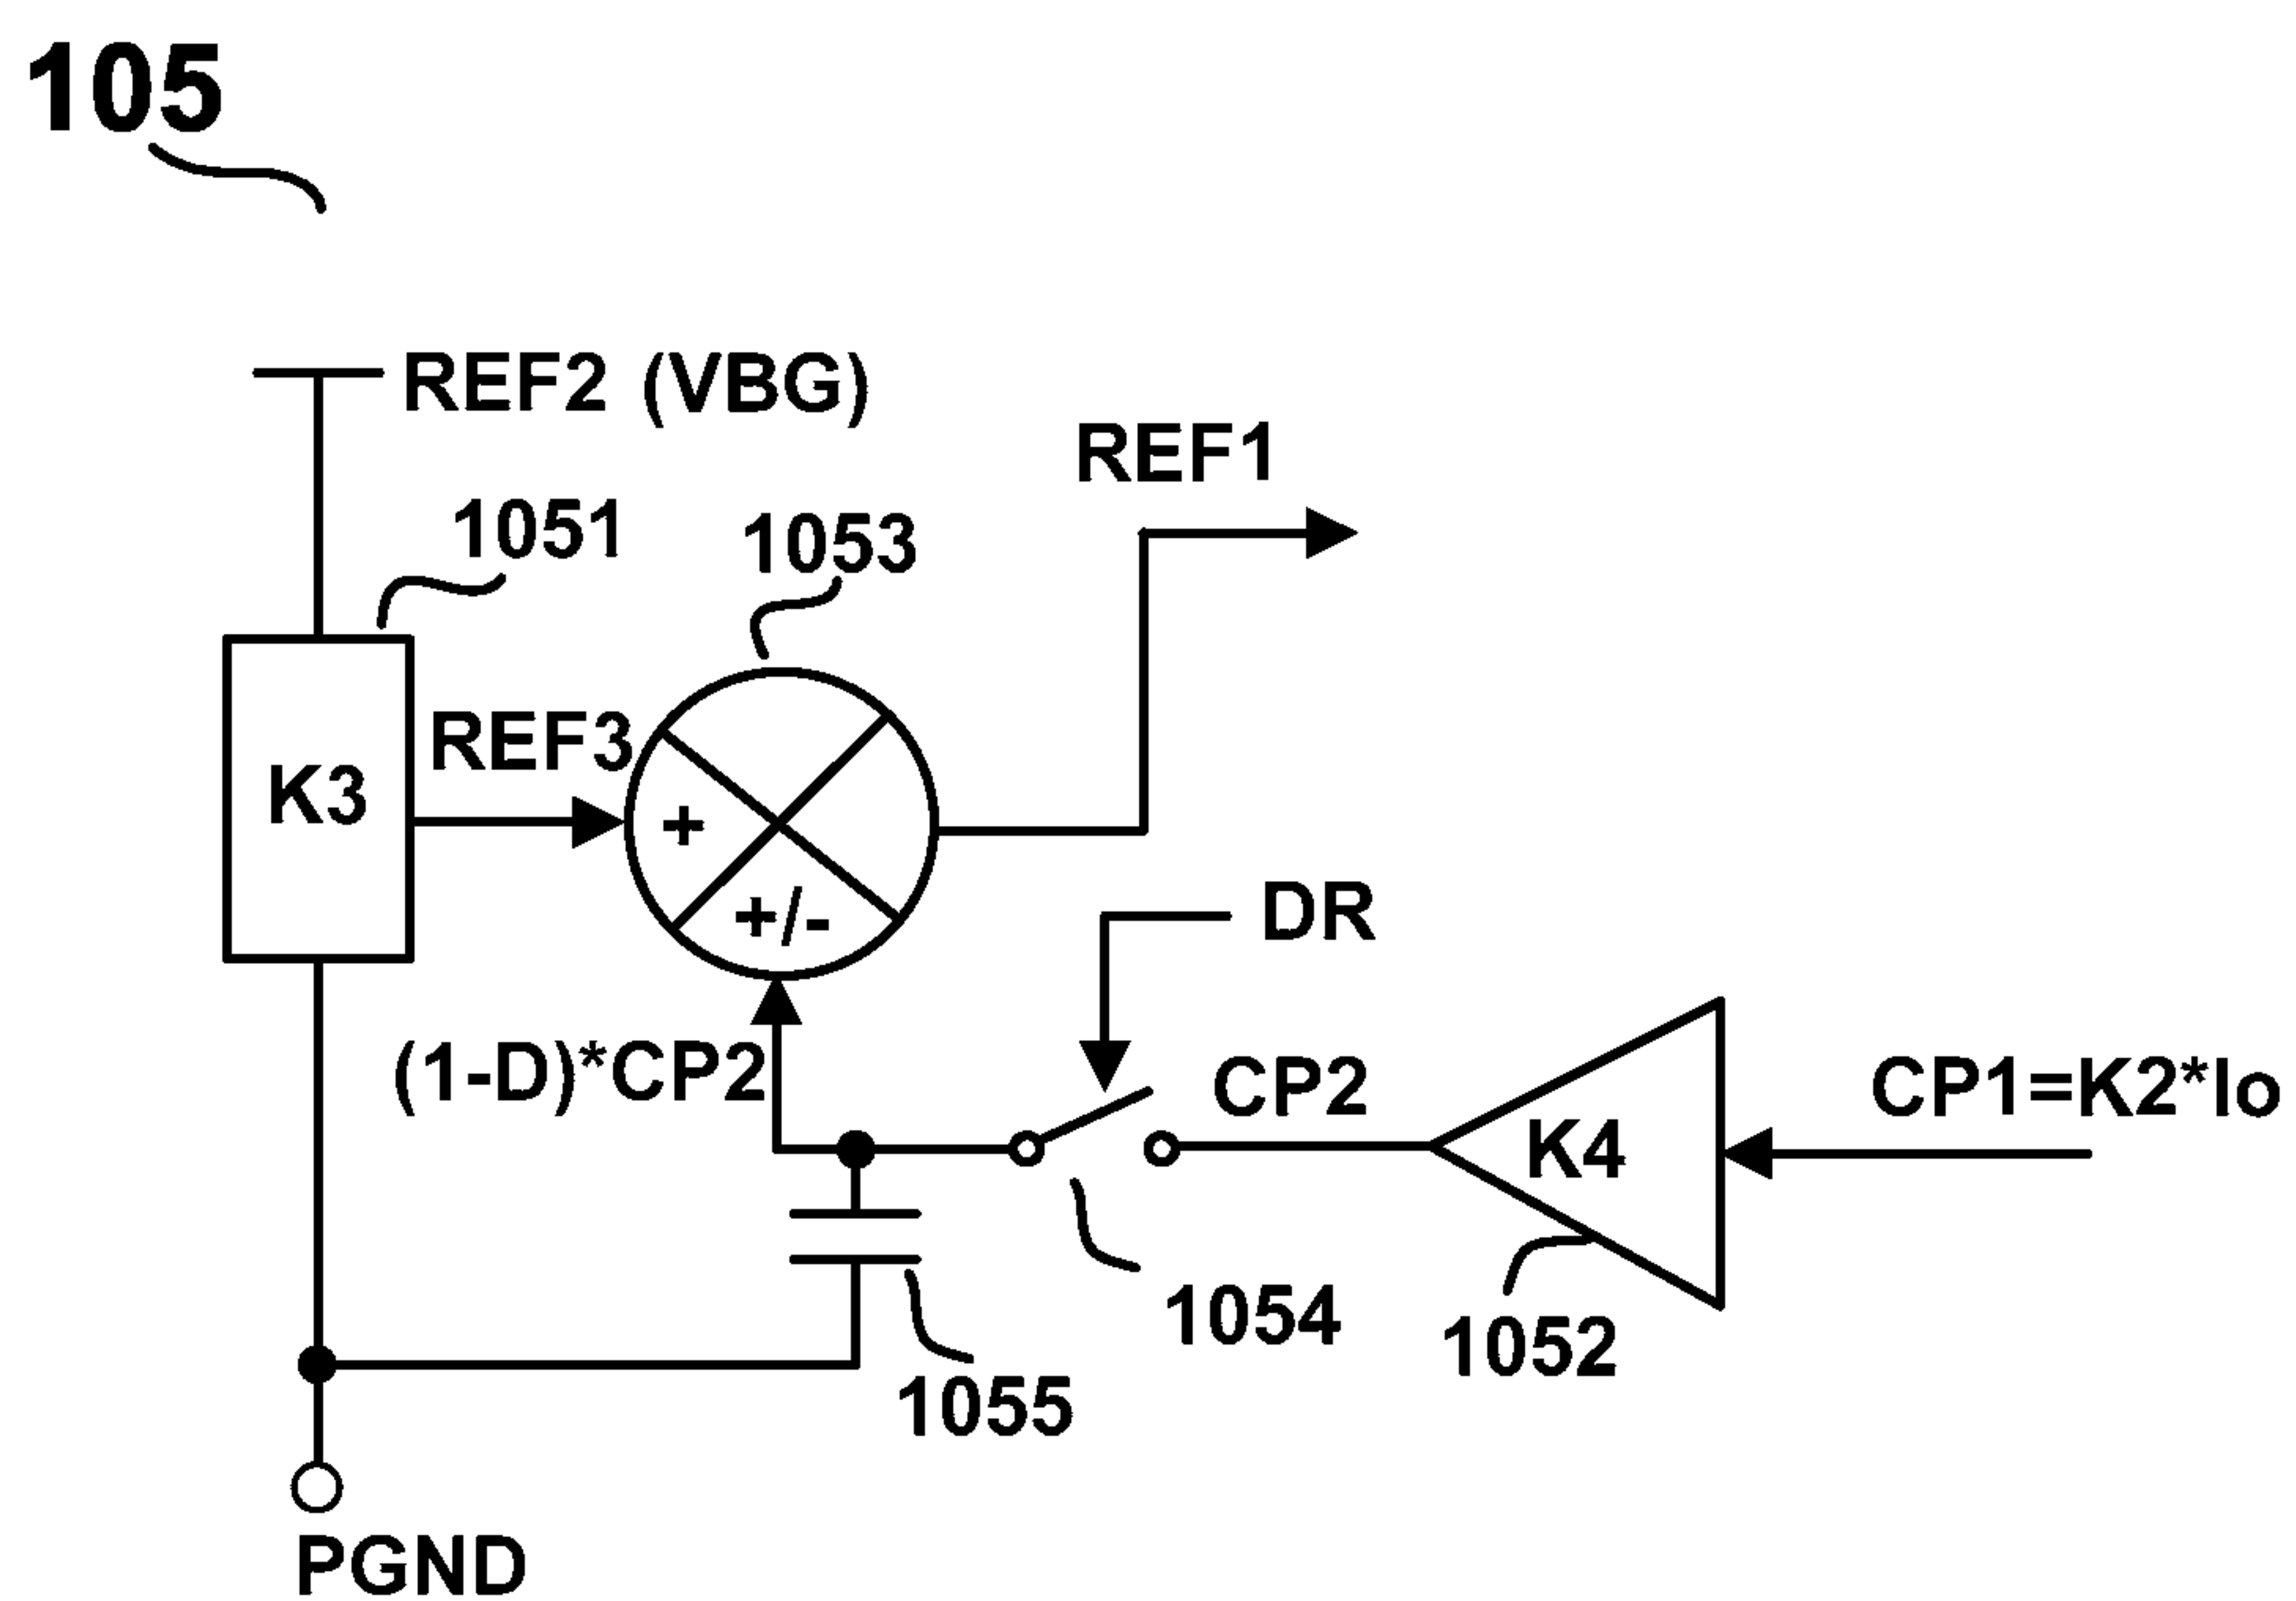 105
REF2 (VBG)
REF1
1051
1053
REF3
K3
+
+/-
DR
(1-D)*CP2
CP2
CP1=K2*Io
K4
1054
1052
1055
PGND